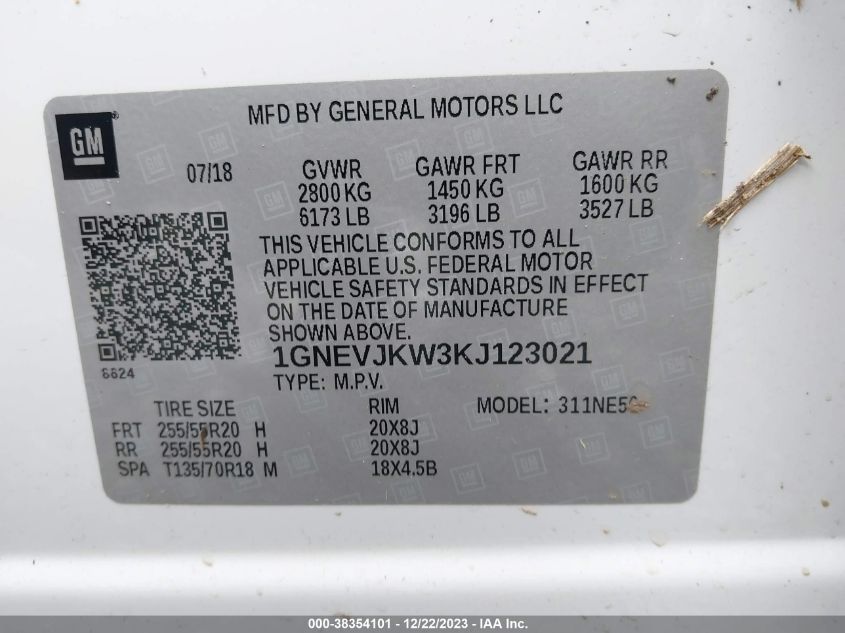 MFD BY GENERAL MOTORS LLC
GM
07/18 GVWR GAWR FRT GAWR RR
2800 KG 1450 KG 1600 KG
6173 LB 3196 LB 3527 LB
THIS VEHICLE CONFORMS TO ALL
APPLICABLE U.S. FEDERAL MOTOR
VEHICLE SAFETY STANDARDS IN EFFECT
ON THE DATE OF MANUFACTURE
SHOWN ABOVE.
1GNEVJKW3KJ123021
6624
TYPE: M.P.V.
TIRE SIZE RIM MODEL:
FRT 255/55R20 H 20X8J
RR 255/55R20 H 20X8J
SPA T135/70R18 M 18X4.5B
000-38354101 - 12/22/2023 - IAA Inc.